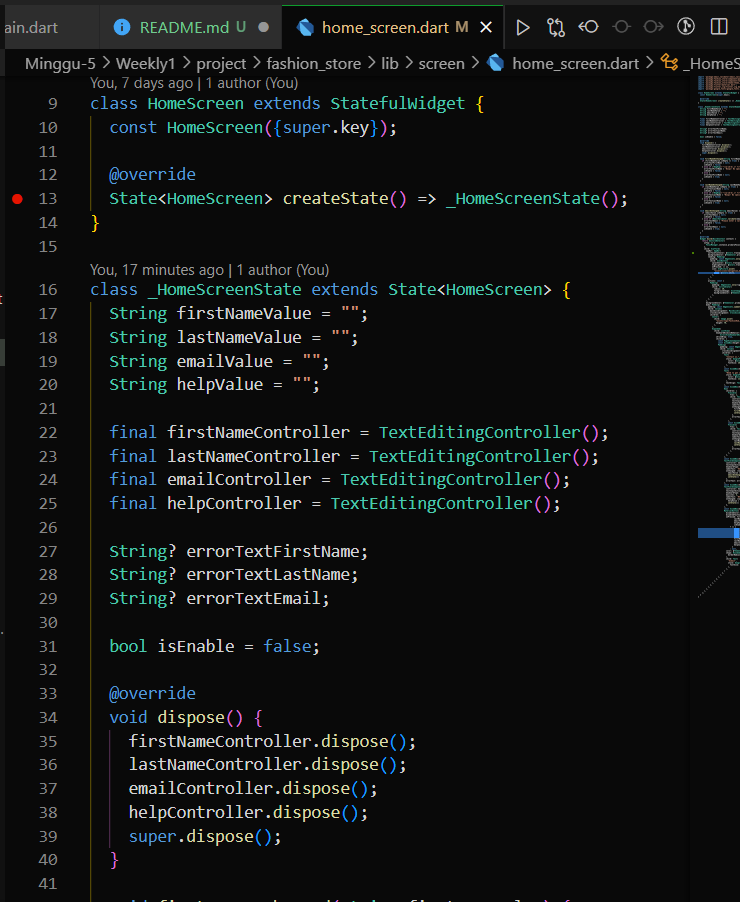 ain.dart README.md U home_screen.dart M
Minggu-5 > Weekly1 > project > fashion_store > lib > screen > home_screen.dart > _HomeS
You, 7 days ago | 1 author (You)
9 class HomeScreen extends StatefulWidget {
10 const HomeScreen({super.key});
11
12 @override
13 State<HomeScreen> createState() => _HomeScreenState();
14 }
15
You, 17 minutes ago | 1 author (You)
16 class _HomeScreenState extends State<HomeScreen> {
17 String firstNameValue = "";
18 String lastNameValue = "";
19 String emailValue = "";
20 String helpValue = "";
21
22 final firstNameController = TextEditingController();
23 final lastNameController = TextEditingController();
24 final emailController = TextEditingController();
25 final helpController = TextEditingController();
26
27 String? errorTextFirstName;
28 String? errorTextLastName;
29 String? errorTextEmail;
30
31 bool isEnable = false;
32
33 @override
34 void dispose() {
35 firstNameController.dispose();
36 lastNameController.dispose();
37 emailController.dispose();
38 helpController.dispose();
39 super.dispose();
40 }
41